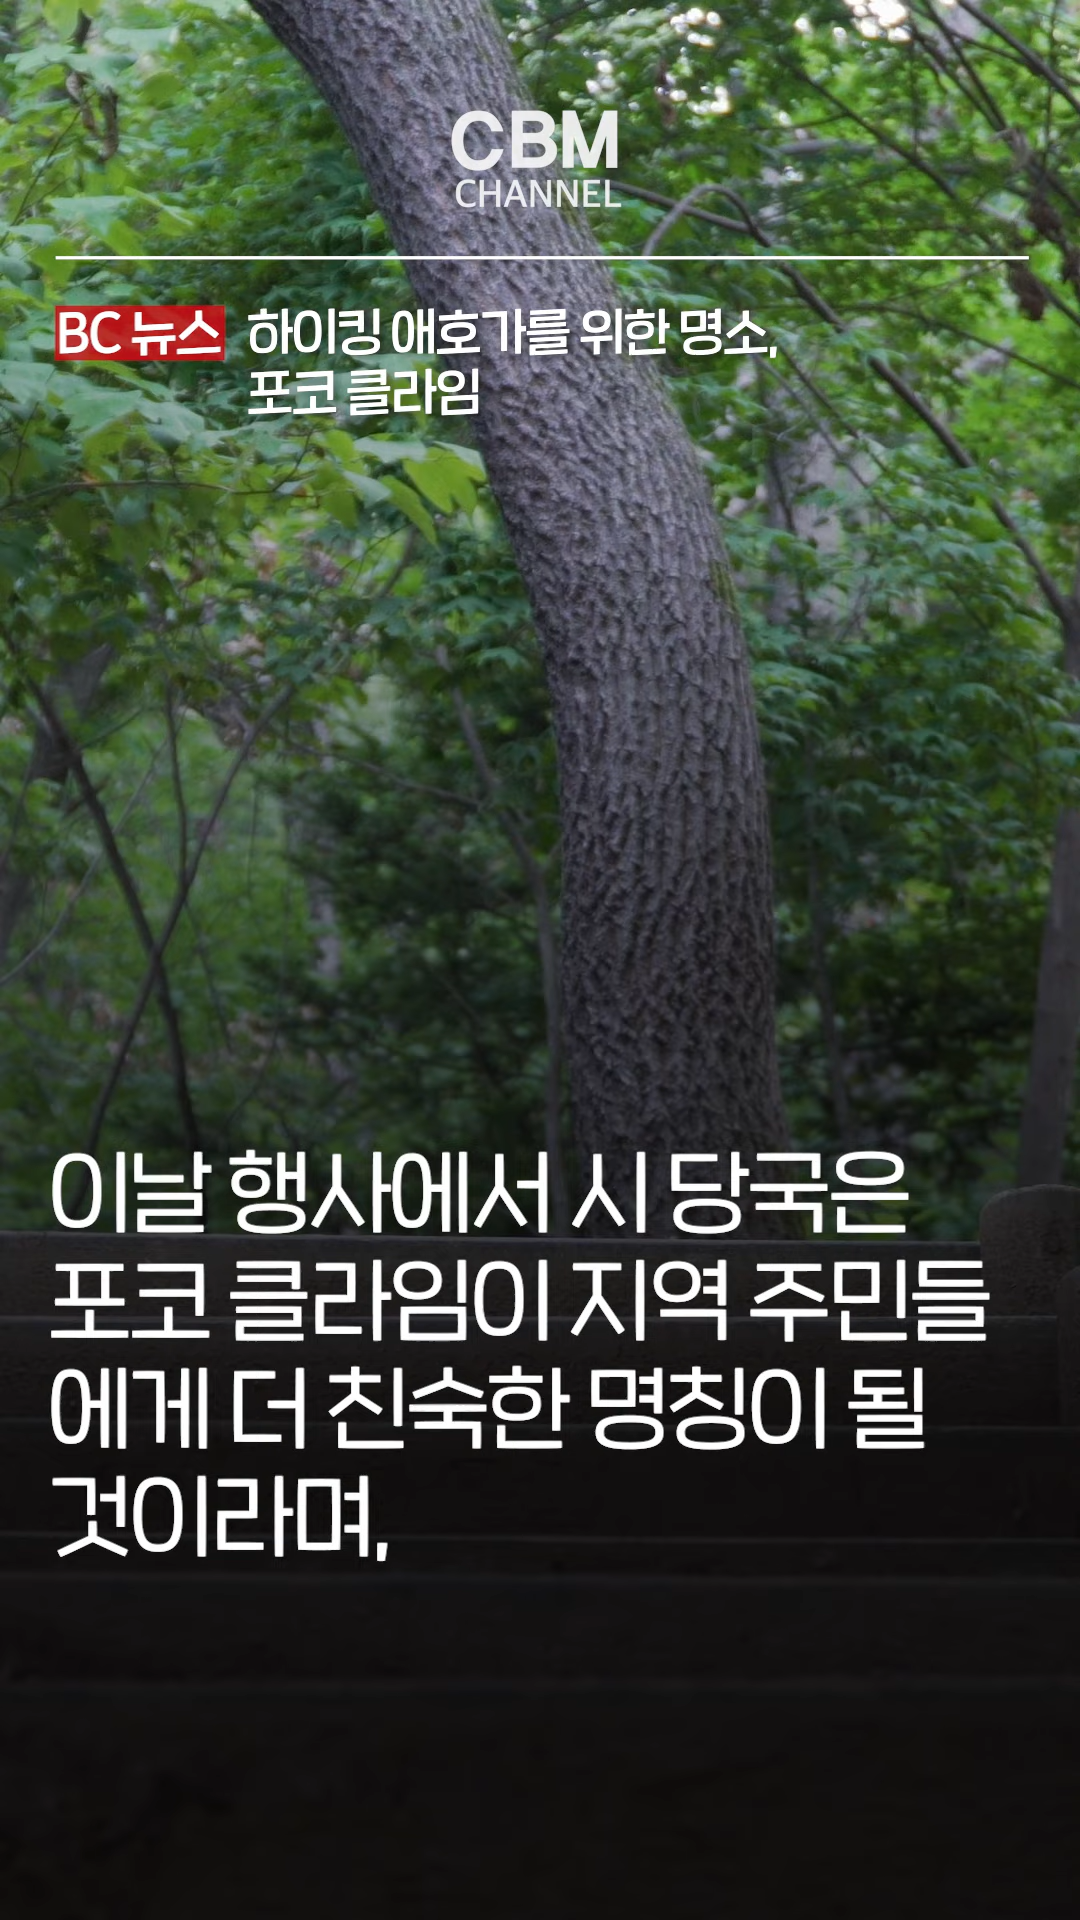 CBM
CHANNEL
BC 뉴스 하이킹 애호가를 위한 명소,
포코 클라임
이날 행사에서 시 당국은
포코 클라임이 지역 주민들
에게 더 친숙한 명칭이 될
것이라며,